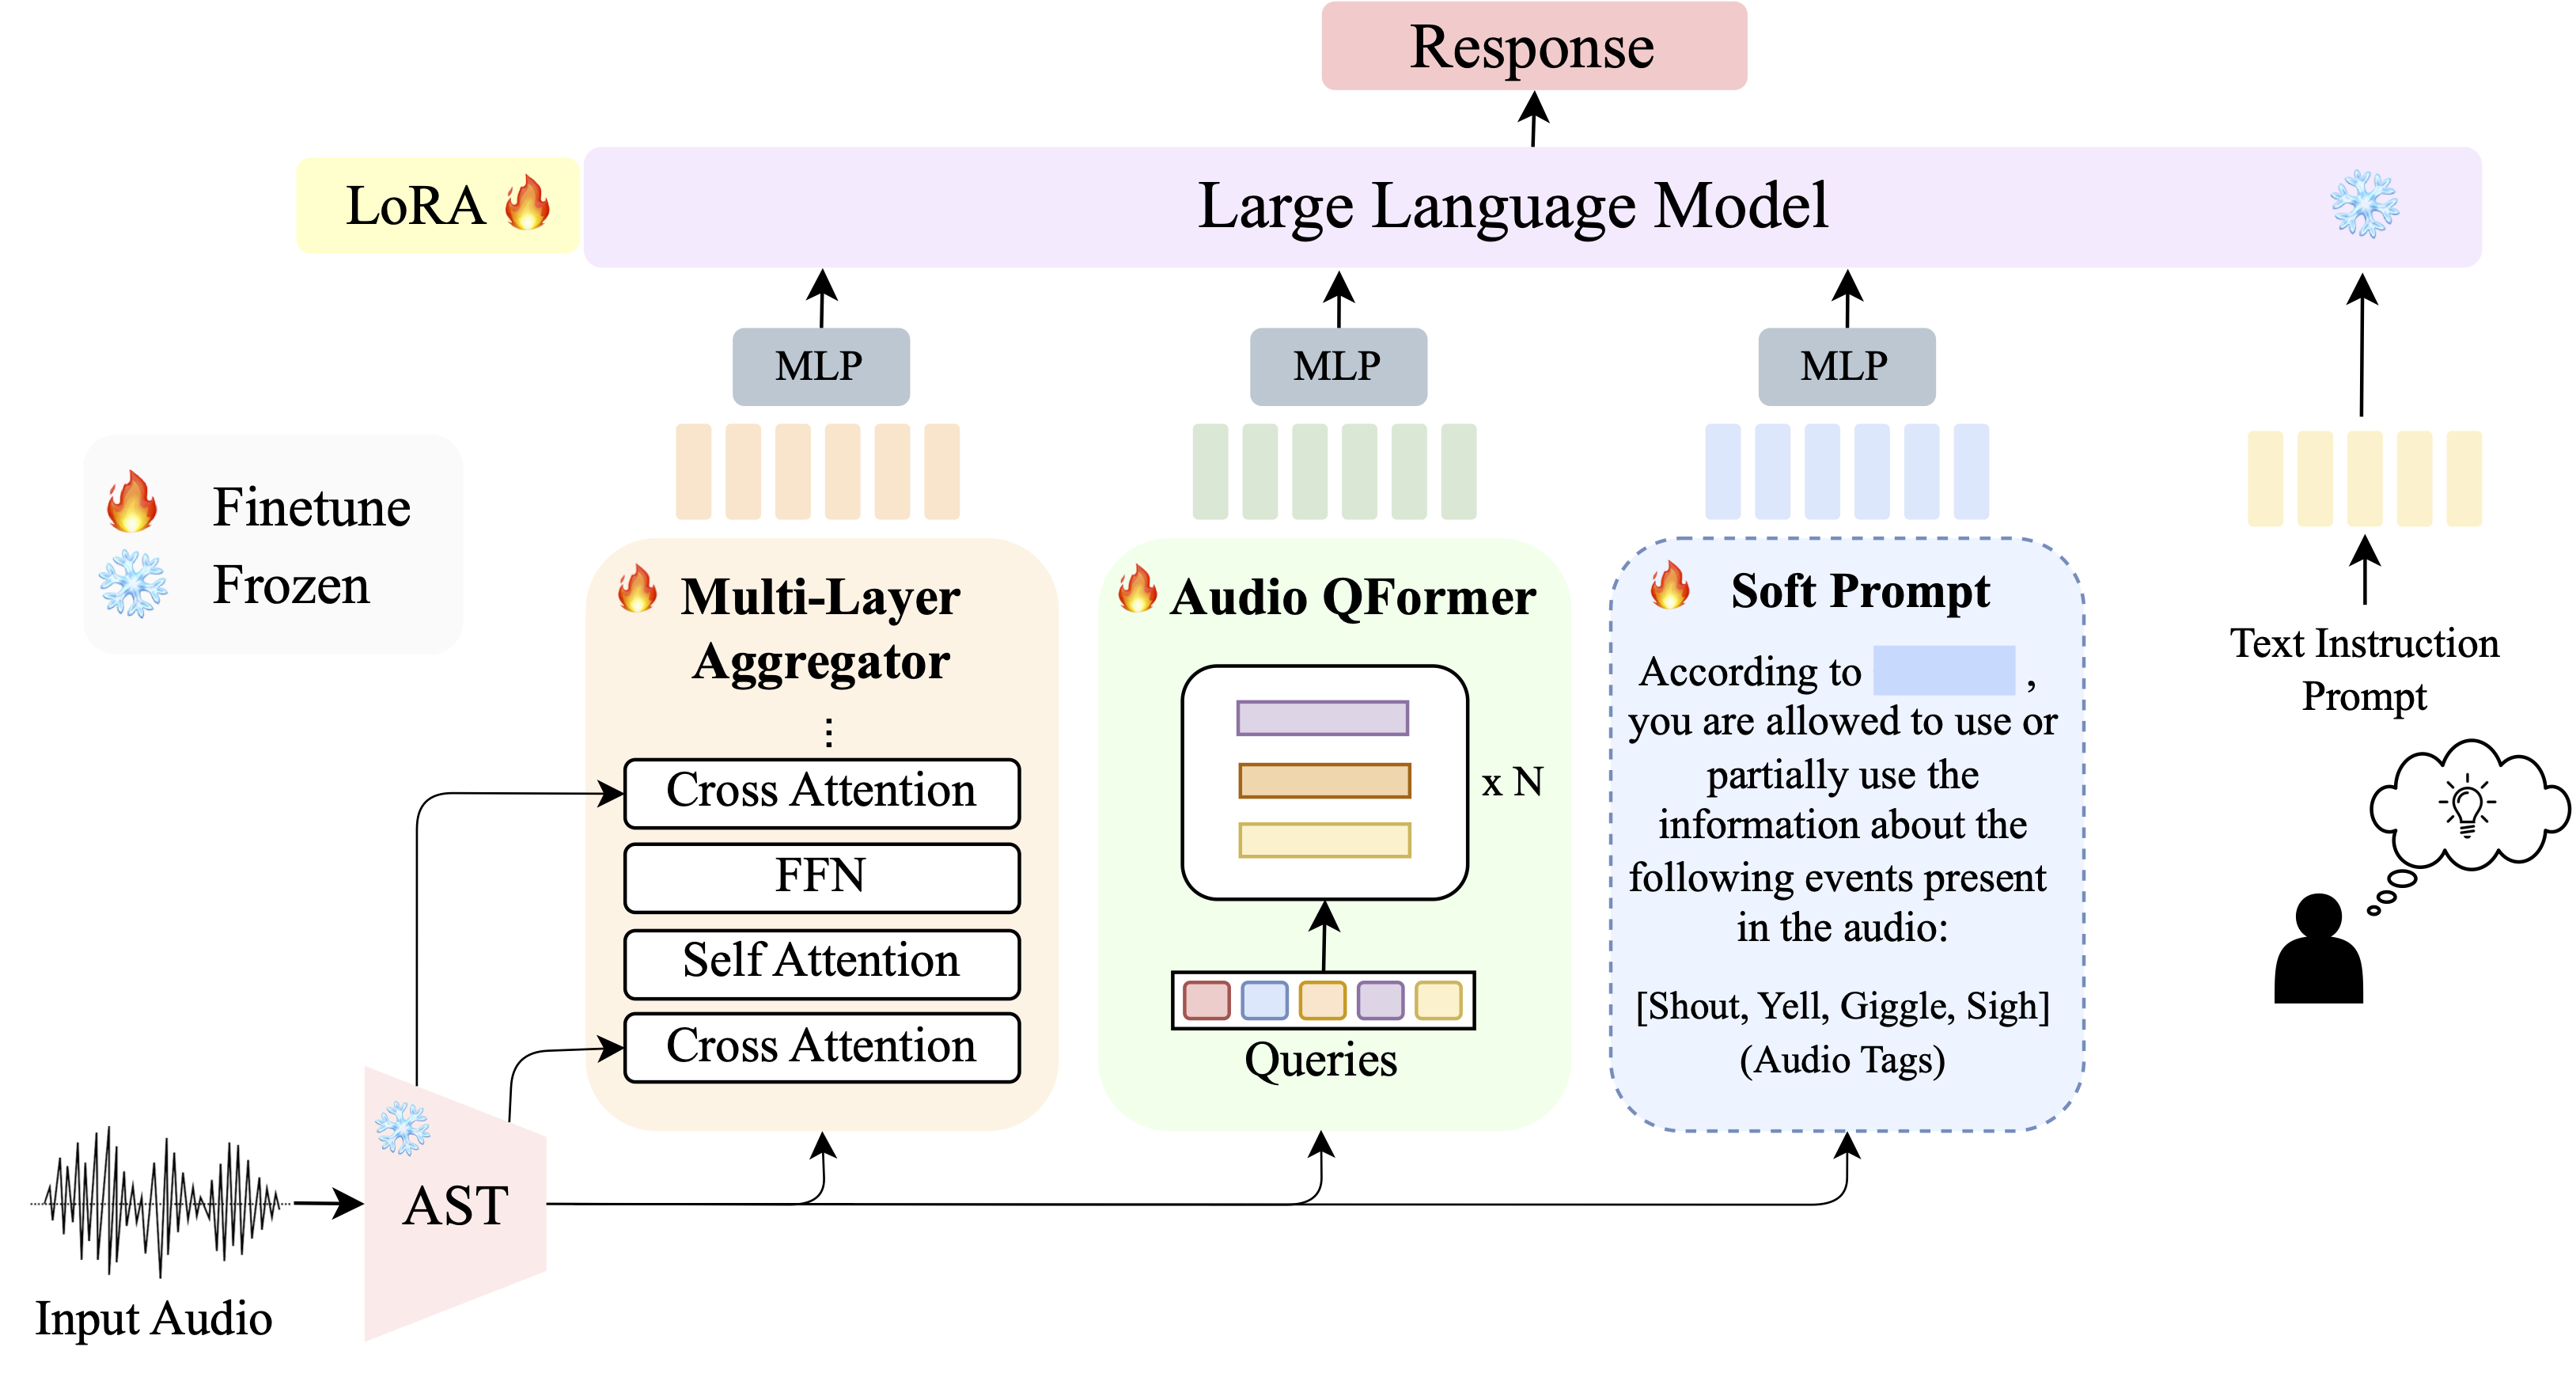 Response
LoRA
Large Language Model
MLP
MLP
MLP
Finetune
Frozen
Multi-Layer
Aggregator
Cross Attention
FFN
Self Attention
Cross Attention
Audio QFormer
x N
Queries
Soft Prompt
According to ,
you are allowed to use or
partially use the
information about the
following events present
in the audio:
[Shout, Yell, Giggle, Sigh]
(Audio Tags)
Text Instruction
Prompt
AST
Input Audio